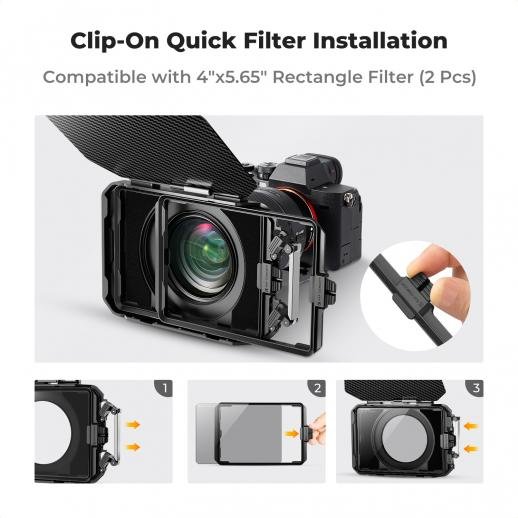 Clip-On Quick Filter Installation
Compatible with 4"x5.65" Rectangle Filter (2 Pcs)
1
2
3